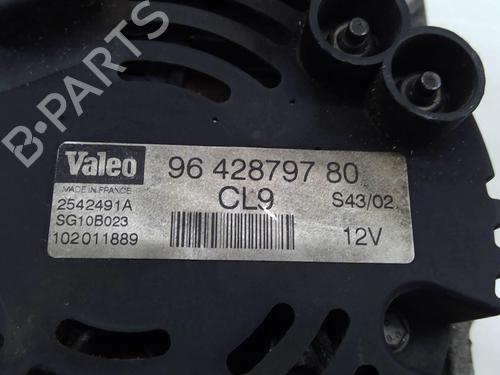 B-PARTS
Valeo
MADE IN FRANCE
2542491A
SG10B023
102011889
96 428797 80
CL9
S43/02
12V